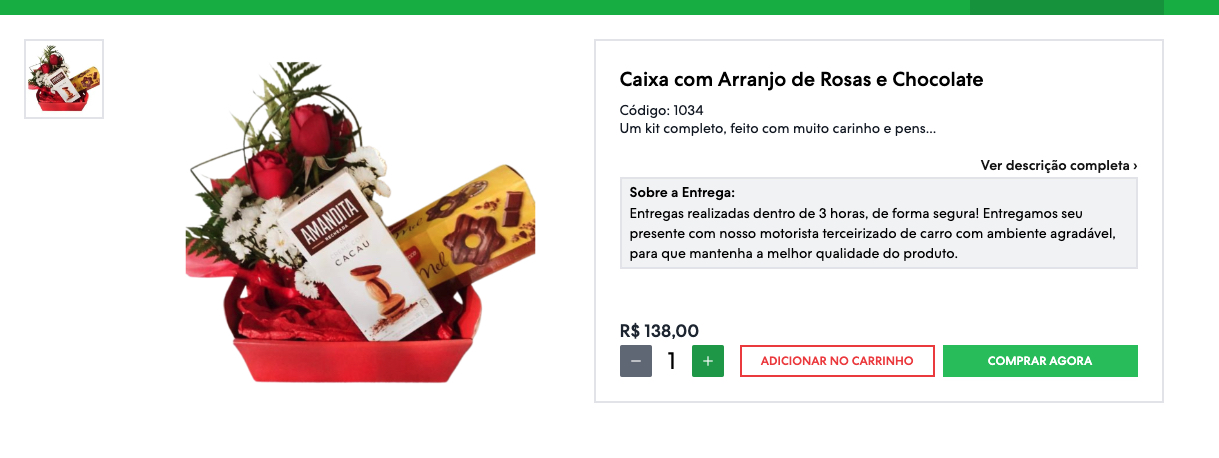 AMANDITA
RECHEADA
CACAU
Mel
Caixa com Arranjo de Rosas e Chocolate
Código: 1034
Um kit completo, feito com muito carinho e pens...
Ver descrição completa ›
Sobre a Entrega:
Entregas realizadas dentro de 3 horas, de forma segura! Entregamos seu
presente com nosso motorista terceirizado de carro com ambiente agradável,
para que mantenha a melhor qualidade do produto.
R$ 138,00
− 1 +
ADICIONAR NO CARRINHO
COMPRAR AGORA